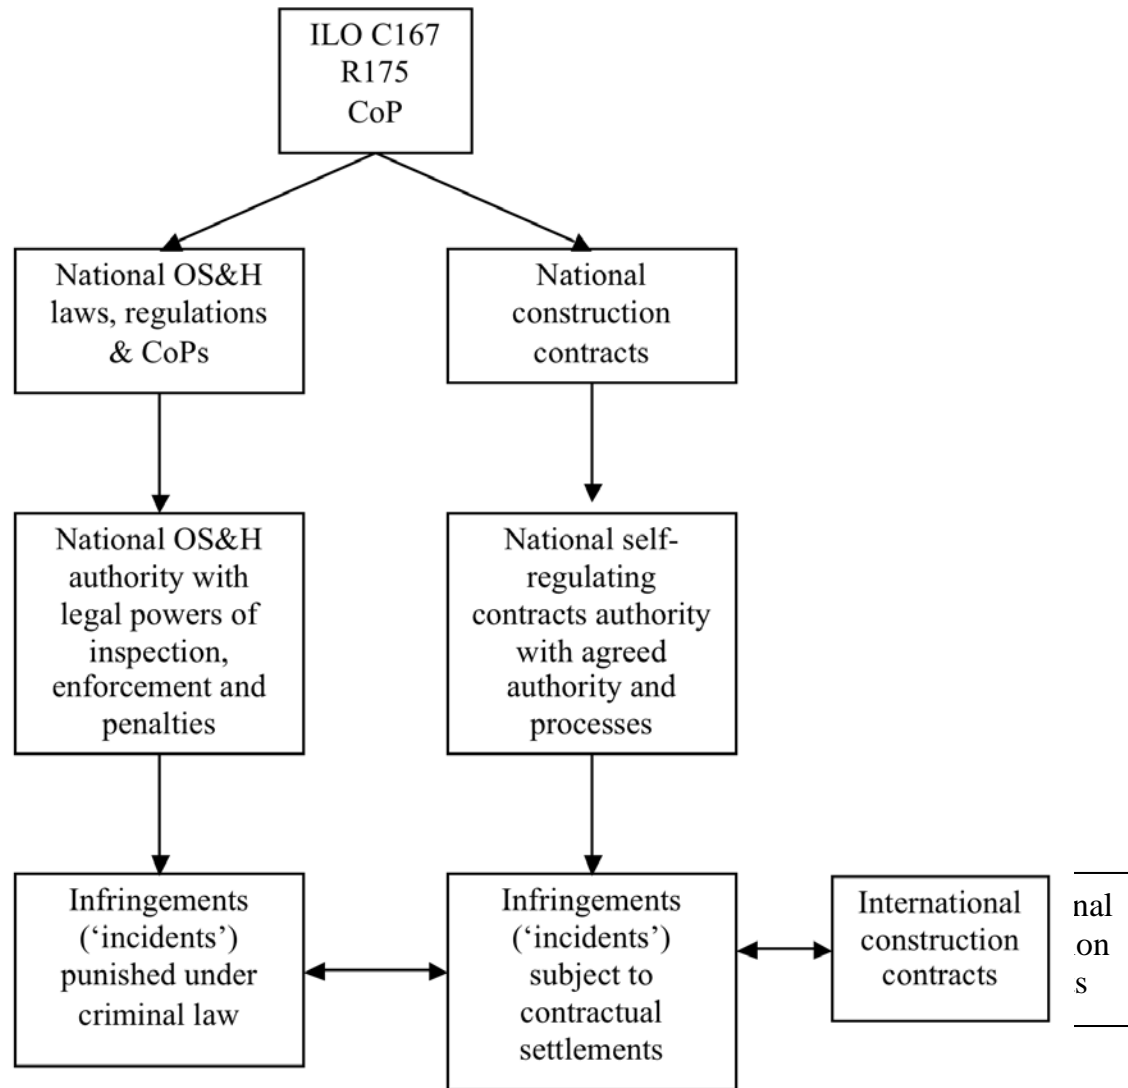 ILO C167
R175
CoP
National OS&H
laws, regulations
& CoPs
National
construction
contracts
National OS&H
authority with
legal powers of
inspection,
enforcement and
penalties
National self-
regulating
contracts authority
with agreed
authority and
processes
Infringements
(‘incidents’)
punished under
criminal law
Infringements
(‘incidents’)
subject to
contractual
settlements
International
construction
contracts
nal
on
s